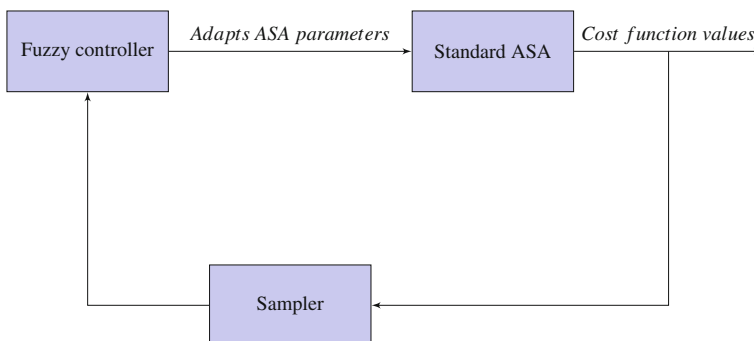 Fuzzy controller
Adapts ASA parameters
Standard ASA
Cost function values
Sampler